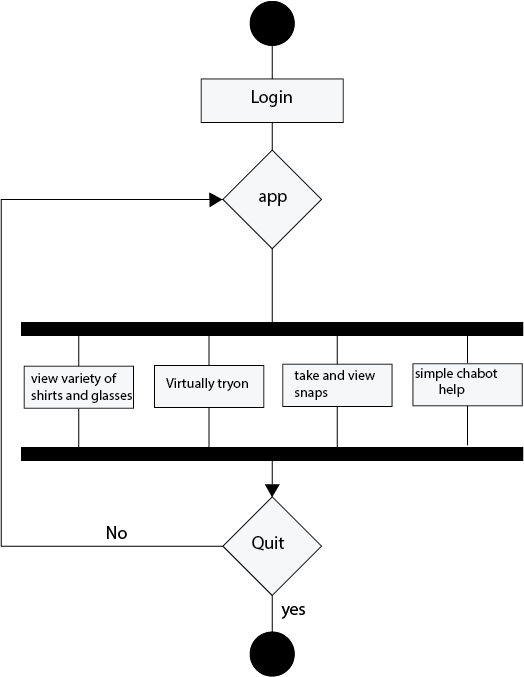 Login
app
view variety of
shirts and glasses
Virtually tryon
take and view
snaps
simple chabot
help
No
Quit
yes